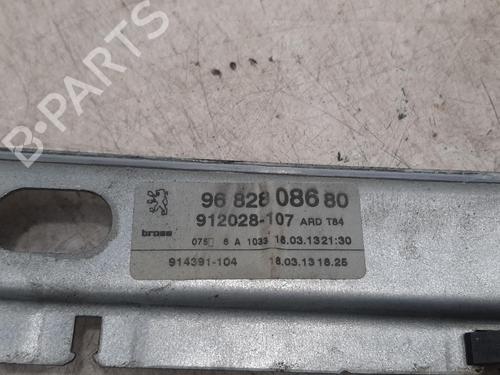 B-PARTS
96 828 086 80
912028-107 ARD T84
brose
6 A 1033 18.03.13 21:30
914391-104 18.03.13 18.25